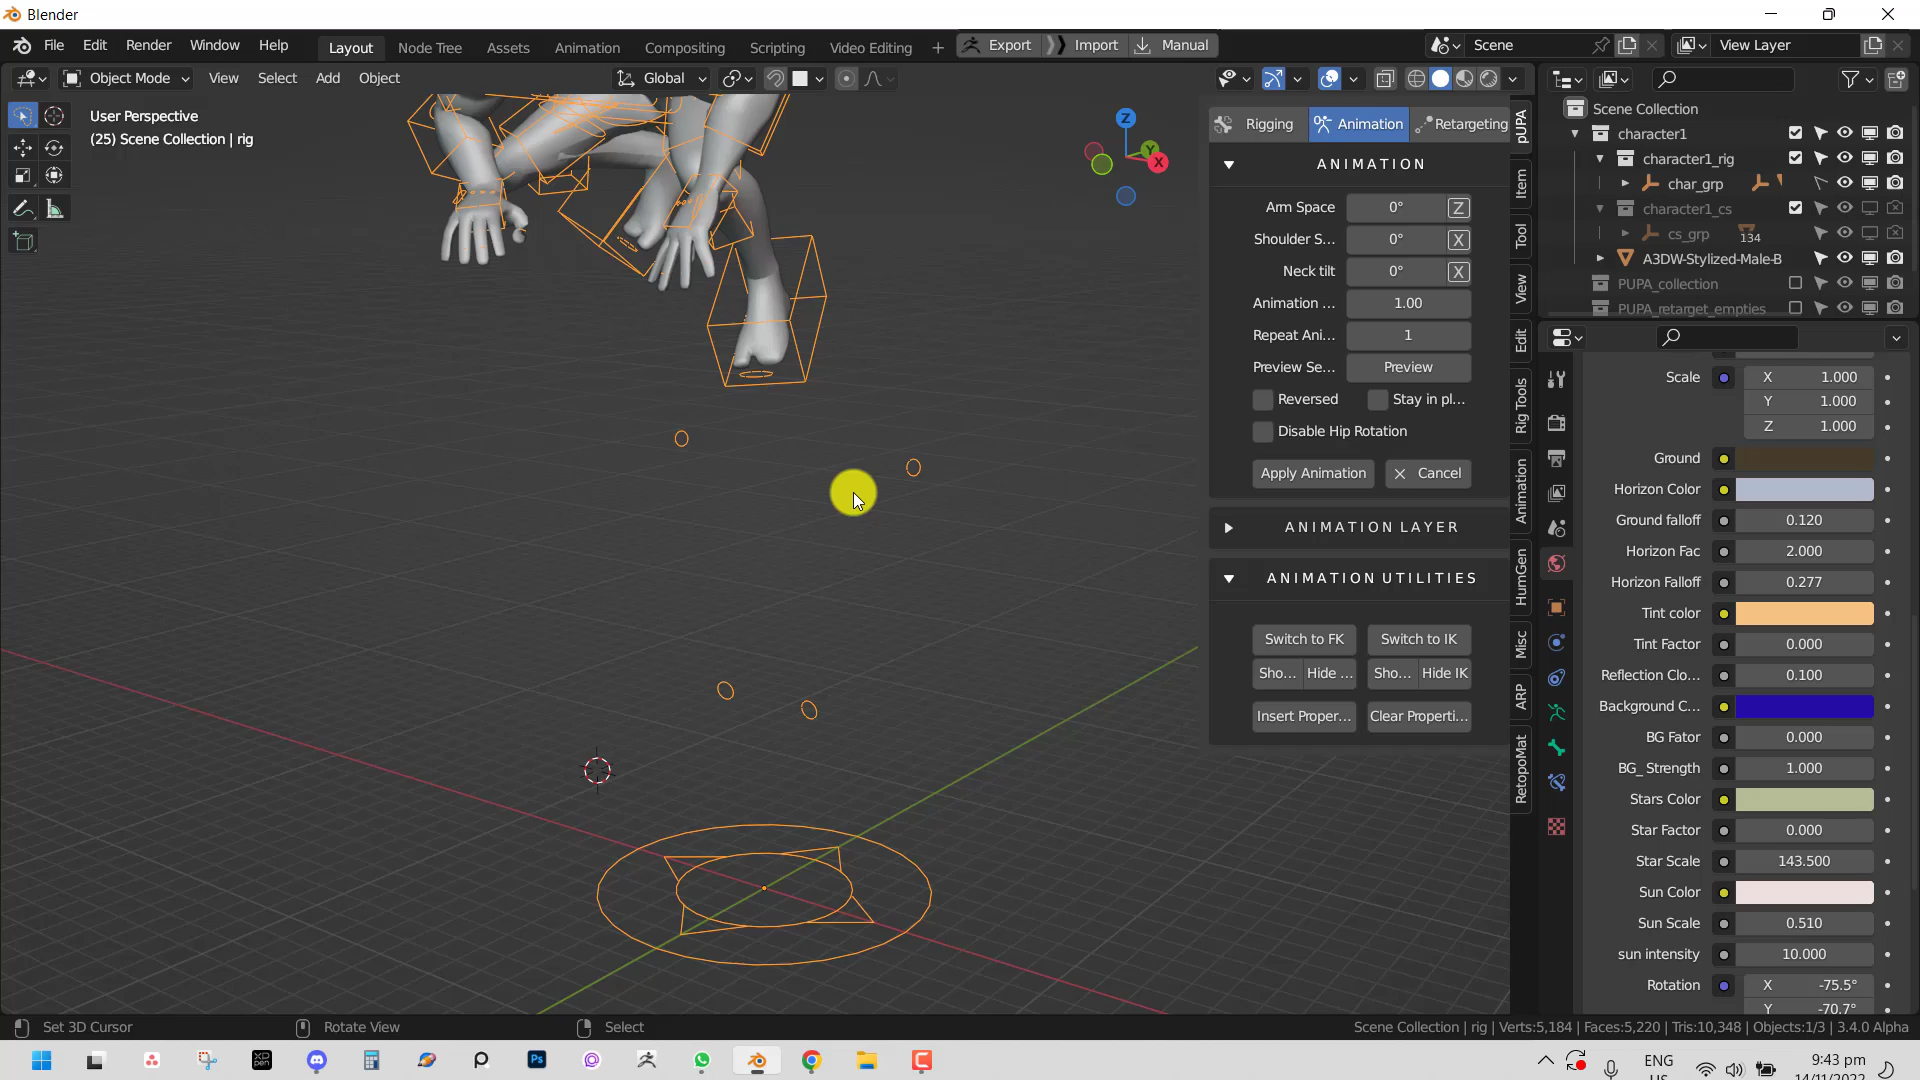 Blender
File Edit Render Window Help Layout Node Tree Assets Animation Compositing Scripting Video Editing + Export Import Manual Scene View Layer
Object Mode View Select Add Object Global
User Perspective
(25) Scene Collection | rig
Z
Y
X
Rigging Animation Retargeting
ANIMATION
Arm Space 0° Z
Shoulder S... 0° X
Neck tilt 0° X
Animation ... 1.00
Repeat Ani... 1
Preview Se... Preview
Reversed Stay in pl...
Disable Hip Rotation
Apply Animation Cancel
ANIMATION LAYER
ANIMATION UTILITIES
Switch to FK Switch to IK
Sho... Hide ... Sho... Hide IK
Insert Proper... Clear Properti...
pUPA
Item
Tool
View
Edit
Rig Tools
Animation
HumGen
Misc
ARP
RetopoMat
Scene Collection
character1
character1_rig
char_grp
character1_cs
cs_grp 134
A3DW-Stylized-Male-B
PUPA_collection
PUPA_retarget_empties
Scale X 1.000
Y 1.000
Z 1.000
Ground
Horizon Color
Ground falloff 0.120
Horizon Fac 2.000
Horizon Falloff 0.277
Tint color
Tint Factor 0.000
Reflection Clo... 0.100
Background C...
BG Fator 0.000
BG_ Strength 1.000
Stars Color
Star Factor 0.000
Star Scale 143.500
Sun Color
Sun Scale 0.510
sun intensity 10.000
Rotation X -75.5°
Y -70.7°
Set 3D Cursor Rotate View Select Scene Collection | rig | Verts:5,184 | Faces:5,220 | Tris:10,348 | Objects:1/3 | 3.4.0 Alpha
ENG 9:43 pm
US 14/11/2022